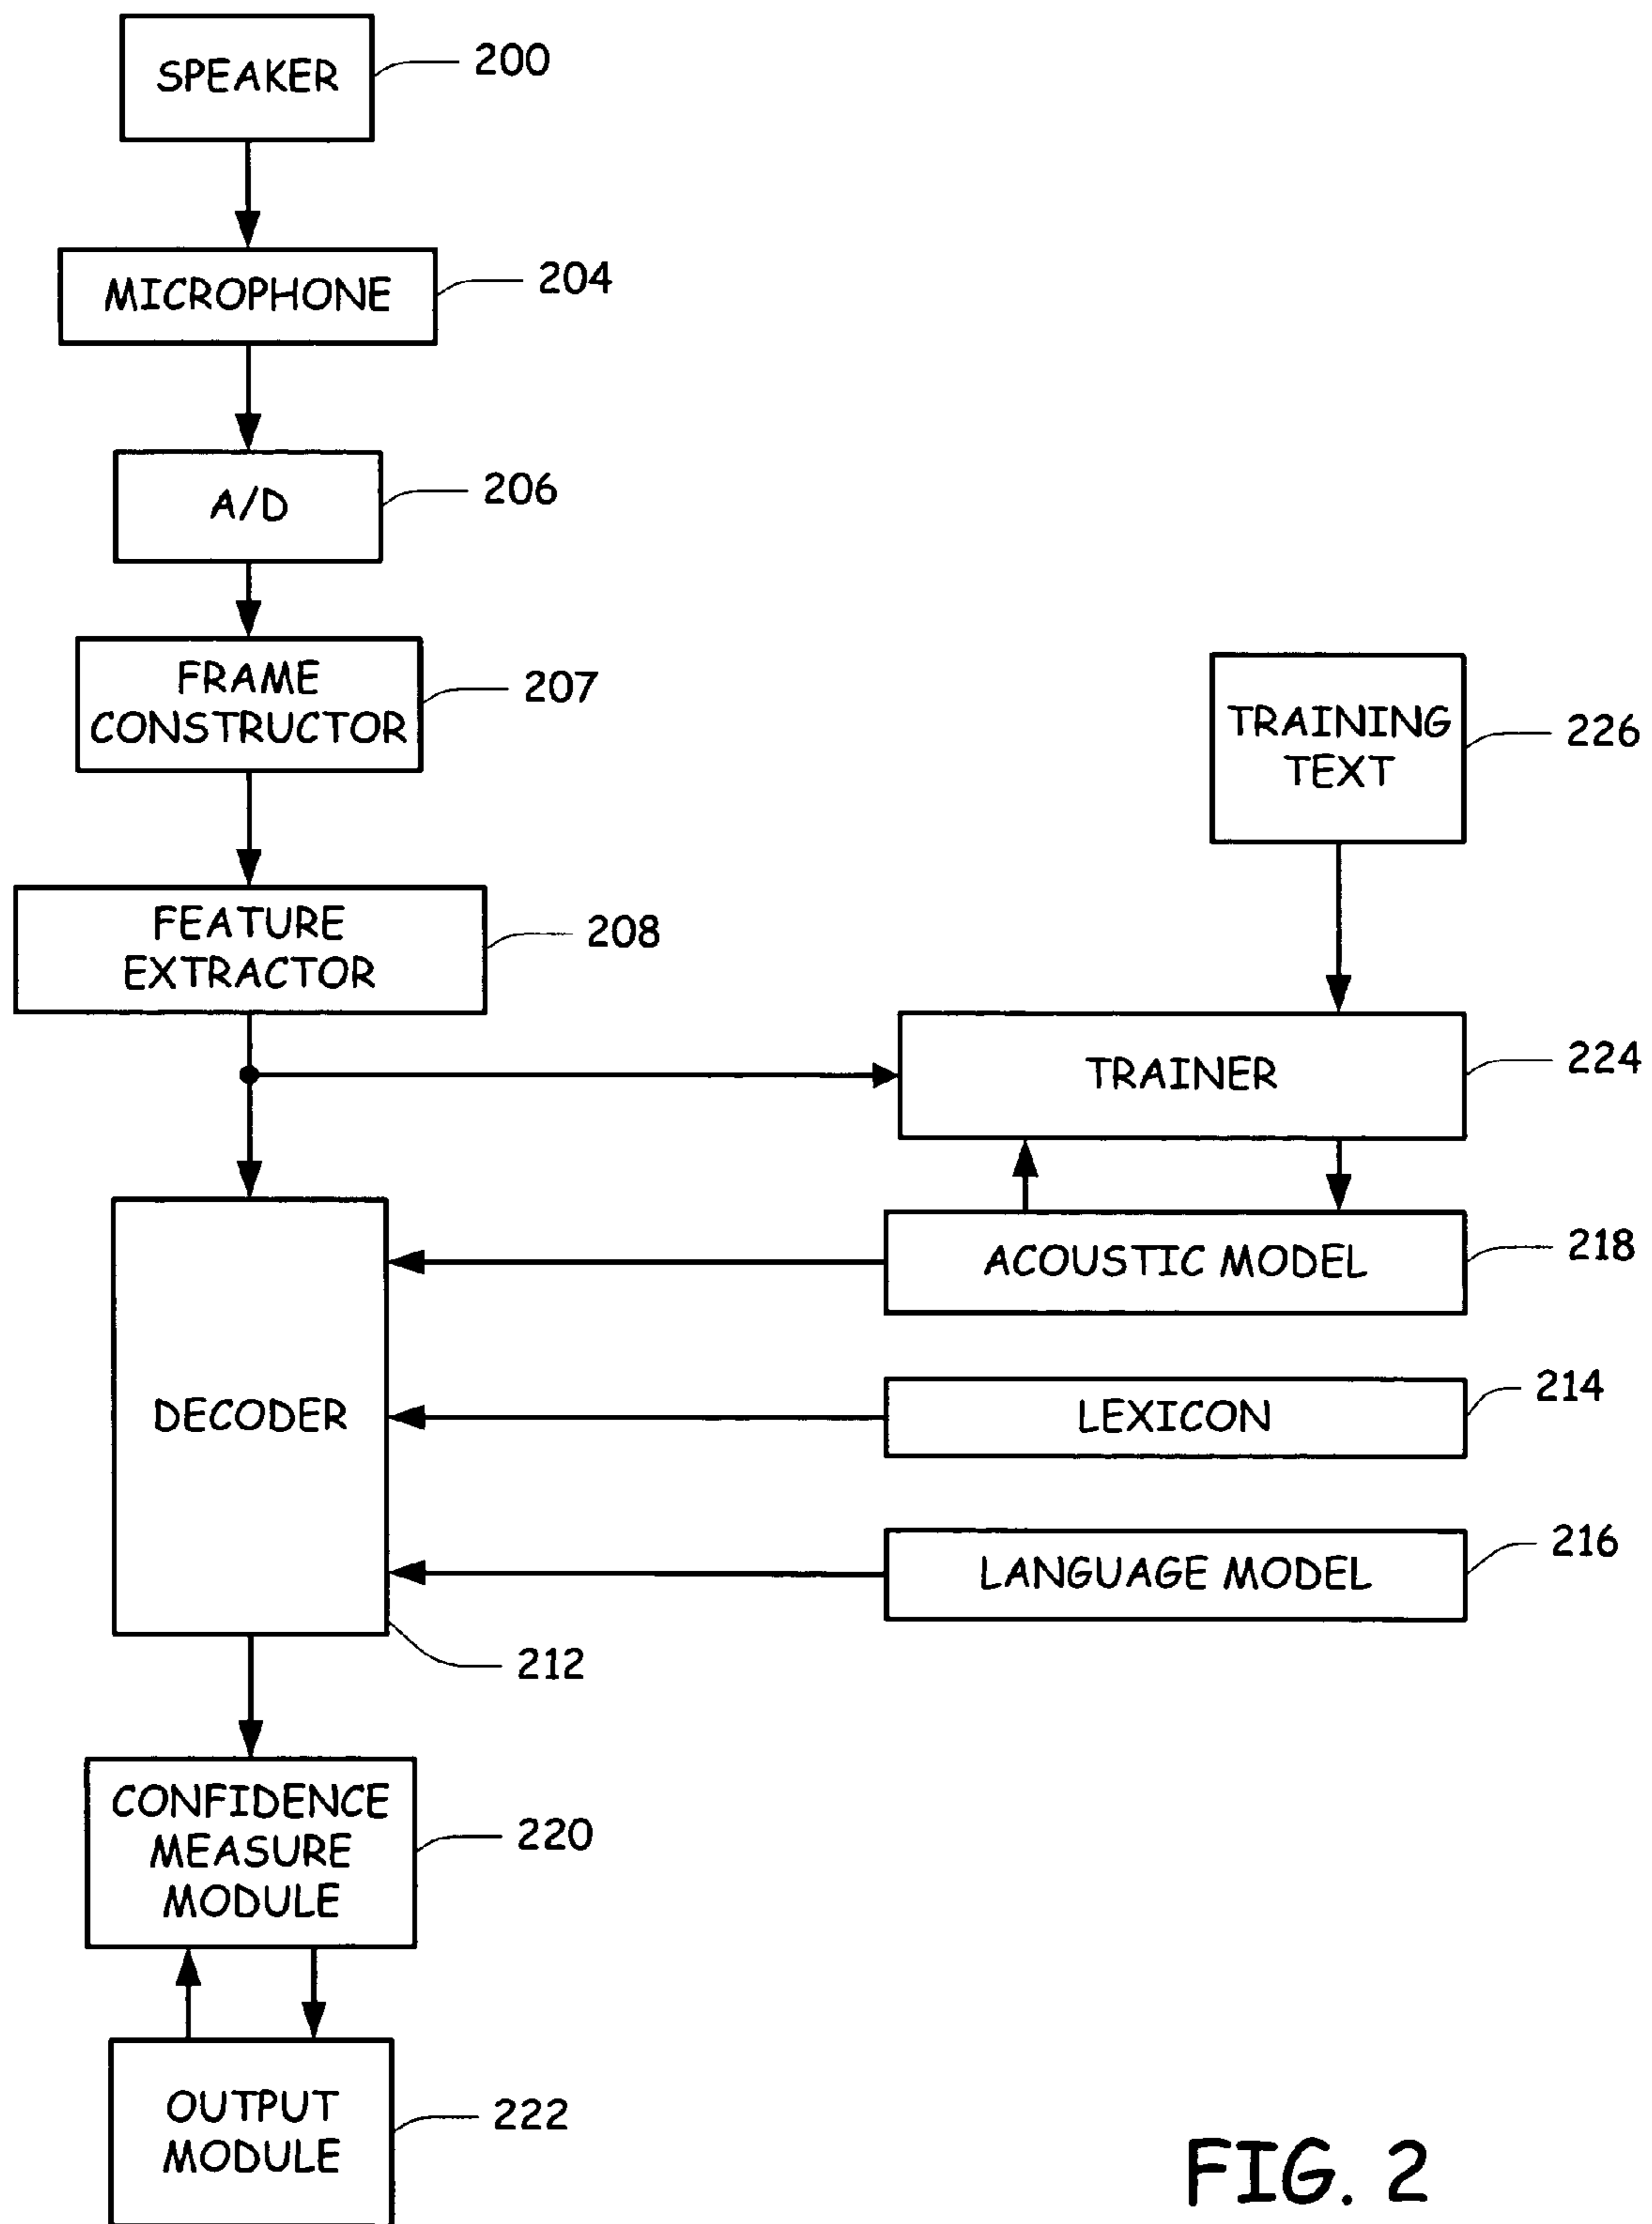 SPEAKER
200
MICROPHONE
204
A/D
206
FRAME
CONSTRUCTOR
207
TRAINING
TEXT
226
FEATURE
EXTRACTOR
208
TRAINER
224
ACOUSTIC MODEL
218
DECODER
212
LEXICON
214
LANGUAGE MODEL
216
CONFIDENCE
MEASURE
MODULE
220
OUTPUT
MODULE
222
FIG. 2